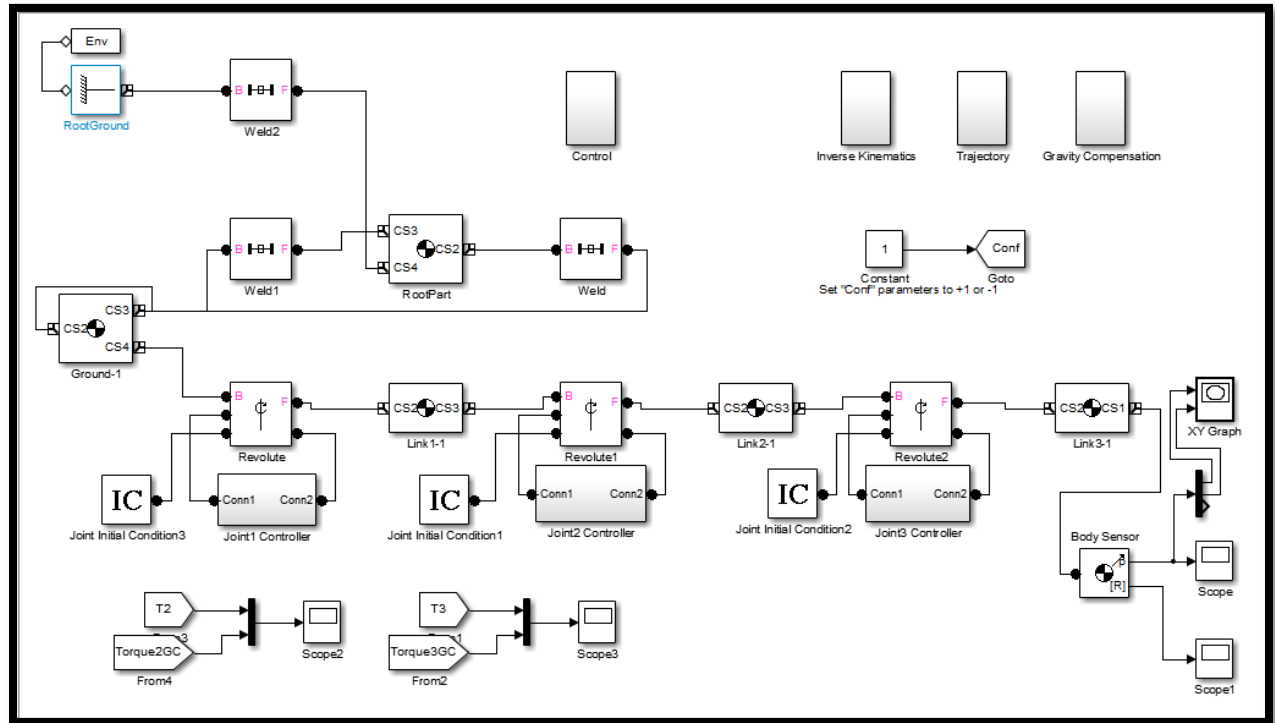 Env
RootGround
B F
Weld2
Control
Inverse Kinematics
Trajectory
Gravity Compensation
B F
Weld1
CS3
CS2
CS4
RootPart
B F
Weld
1
Constant
Conf
Goto
Set "Conf" parameters to +1 or -1
CS3
CS2
CS4
Ground-1
B F
Revolute
CS2 CS3
Link1-1
B F
Revolute1
CS2 CS3
Link2-1
B F
Revolute2
CS2 CS1
Link3-1
XY Graph
IC
Joint Initial Condition3
Conn1 Conn2
Joint1 Controller
IC
Joint Initial Condition1
Conn1 Conn2
Joint2 Controller
IC
Joint Initial Condition2
Conn1 Conn2
Joint3 Controller
Body Sensor
p
[R]
Scope
Scope1
T2
Torque2GC
From4
Scope2
T3
Torque3GC
From2
Scope3